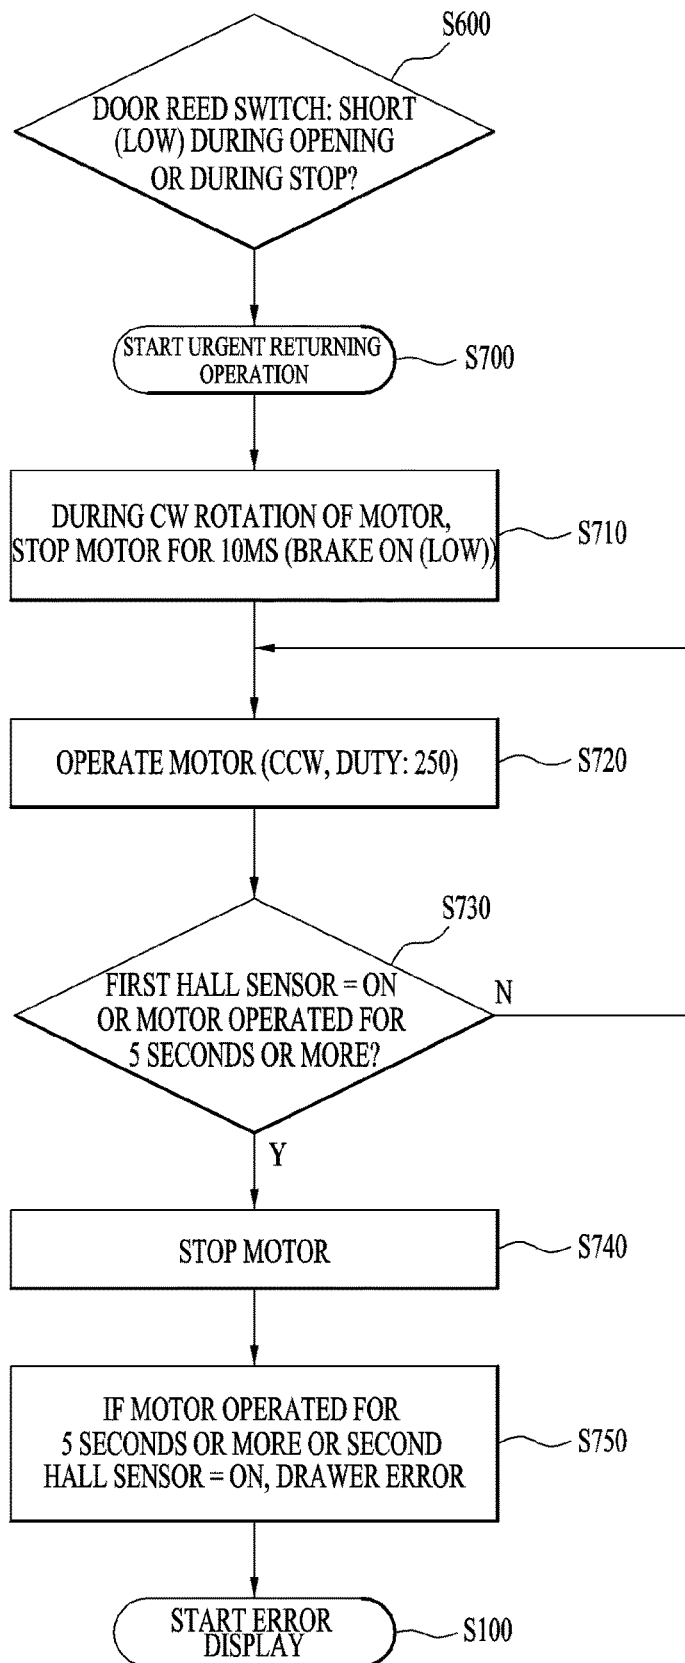 S600
DOOR REED SWITCH: SHORT
(LOW) DURING OPENING
OR DURING STOP?
START URGENT RETURNING
OPERATION
S700
DURING CW ROTATION OF MOTOR,
STOP MOTOR FOR 10MS (BRAKE ON (LOW))
S710
OPERATE MOTOR (CCW, DUTY: 250)
S720
S730
FIRST HALL SENSOR = ON
OR MOTOR OPERATED FOR
5 SECONDS OR MORE?
N
Y
STOP MOTOR
S740
IF MOTOR OPERATED FOR
5 SECONDS OR MORE OR SECOND
HALL SENSOR = ON, DRAWER ERROR
S750
START ERROR
DISPLAY
S100